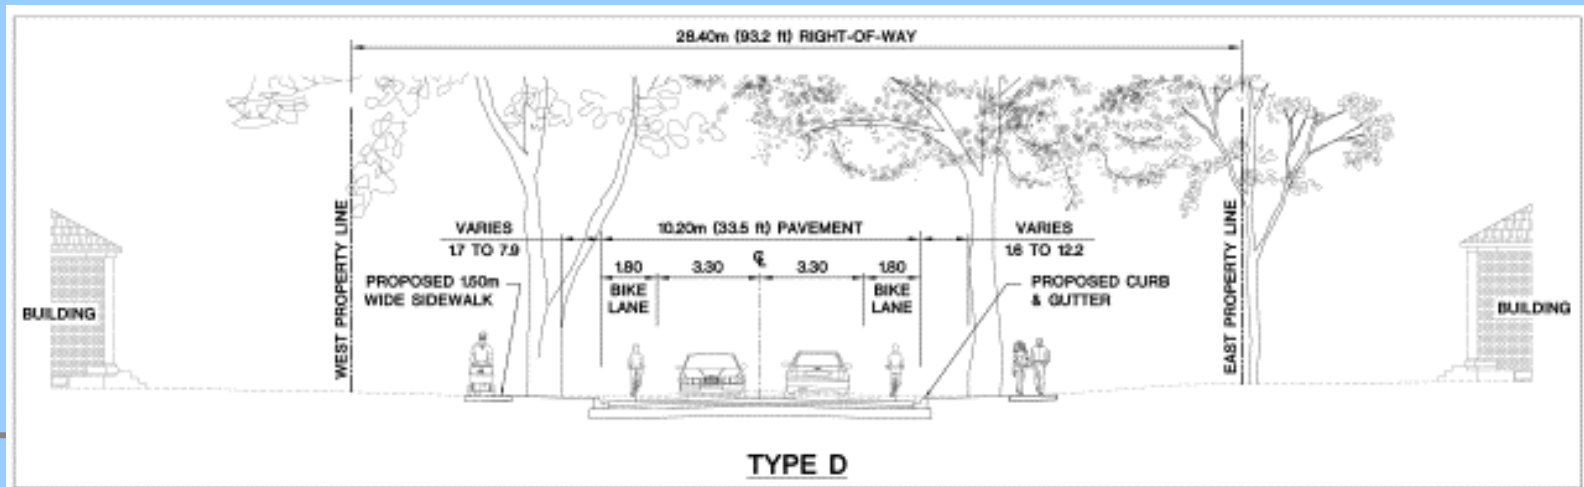 28.40m (93.2 ft) RIGHT-OF-WAY
WEST PROPERTY LINE
EAST PROPERTY LINE
VARIES
1.7 TO 7.9
10.20m (33.5 ft) PAVEMENT
VARIES
1.6 TO 12.2
℄
1.80
3.30
3.30
1.80
BIKE
LANE
BIKE
LANE
PROPOSED 1.50m
WIDE SIDEWALK
PROPOSED CURB
& GUTTER
BUILDING
BUILDING
TYPE D